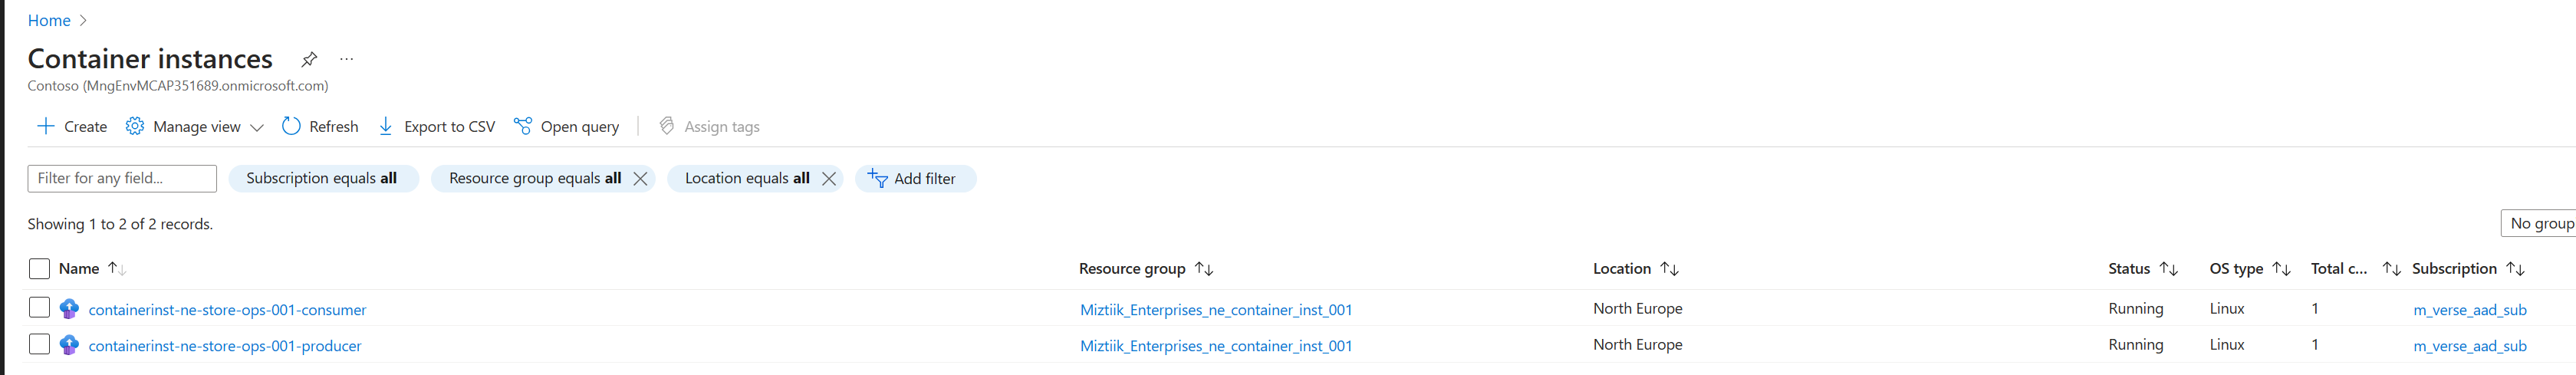 Home
Container instances
Contoso (MngEnvMCAP351689.onmicrosoft.com)
Create Manage view Refresh Export to CSV Open query Assign tags
Filter for any field... Subscription equals all Resource group equals all Location equals all Add filter
Showing 1 to 2 of 2 records.
No group
Name Resource group Location Status OS type Total c... Subscription
containerinst-ne-store-ops-001-consumer Miztiik_Enterprises_ne_container_inst_001 North Europe Running Linux 1 m_verse_aad_sub
containerinst-ne-store-ops-001-producer Miztiik_Enterprises_ne_container_inst_001 North Europe Running Linux 1 m_verse_aad_sub